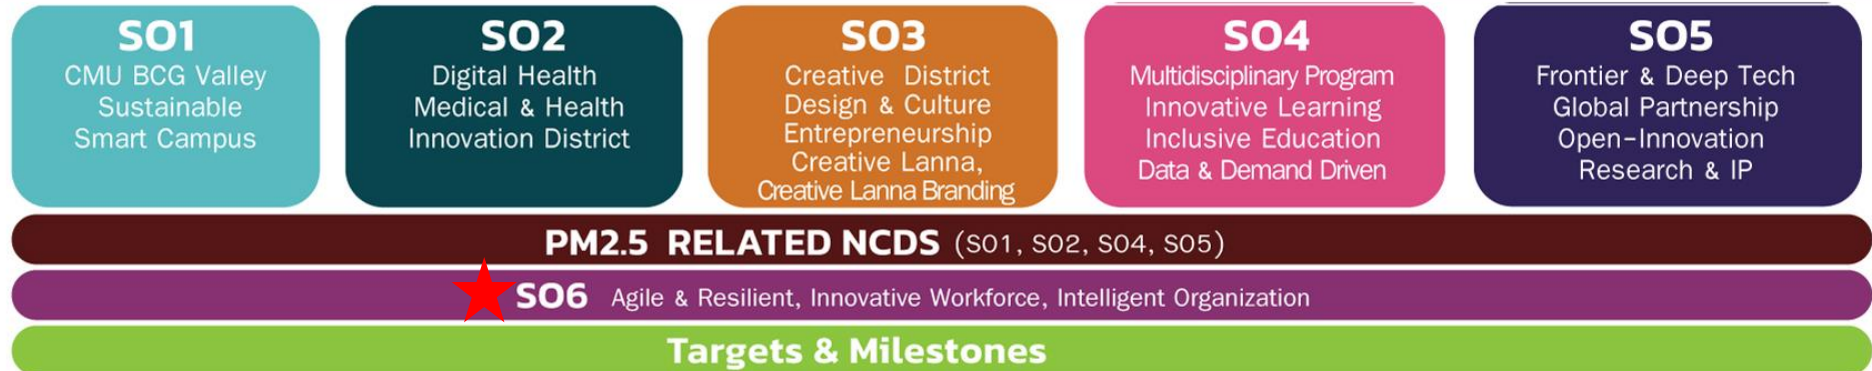 SO1
CMU BCG Valley
Sustainable
Smart Campus
SO2
Digital Health
Medical & Health
Innovation District
SO3
Creative District
Design & Culture
Entrepreneurship
Creative Lanna,
Creative Lanna Branding
SO4
Multidisciplinary Program
Innovative Learning
Inclusive Education
Data & Demand Driven
SO5
Frontier & Deep Tech
Global Partnership
Open-Innovation
Research & IP
PM2.5 RELATED NCDS (SO1, SO2, SO4, SO5)
SO6 Agile & Resilient, Innovative Workforce, Intelligent Organization
Targets & Milestones